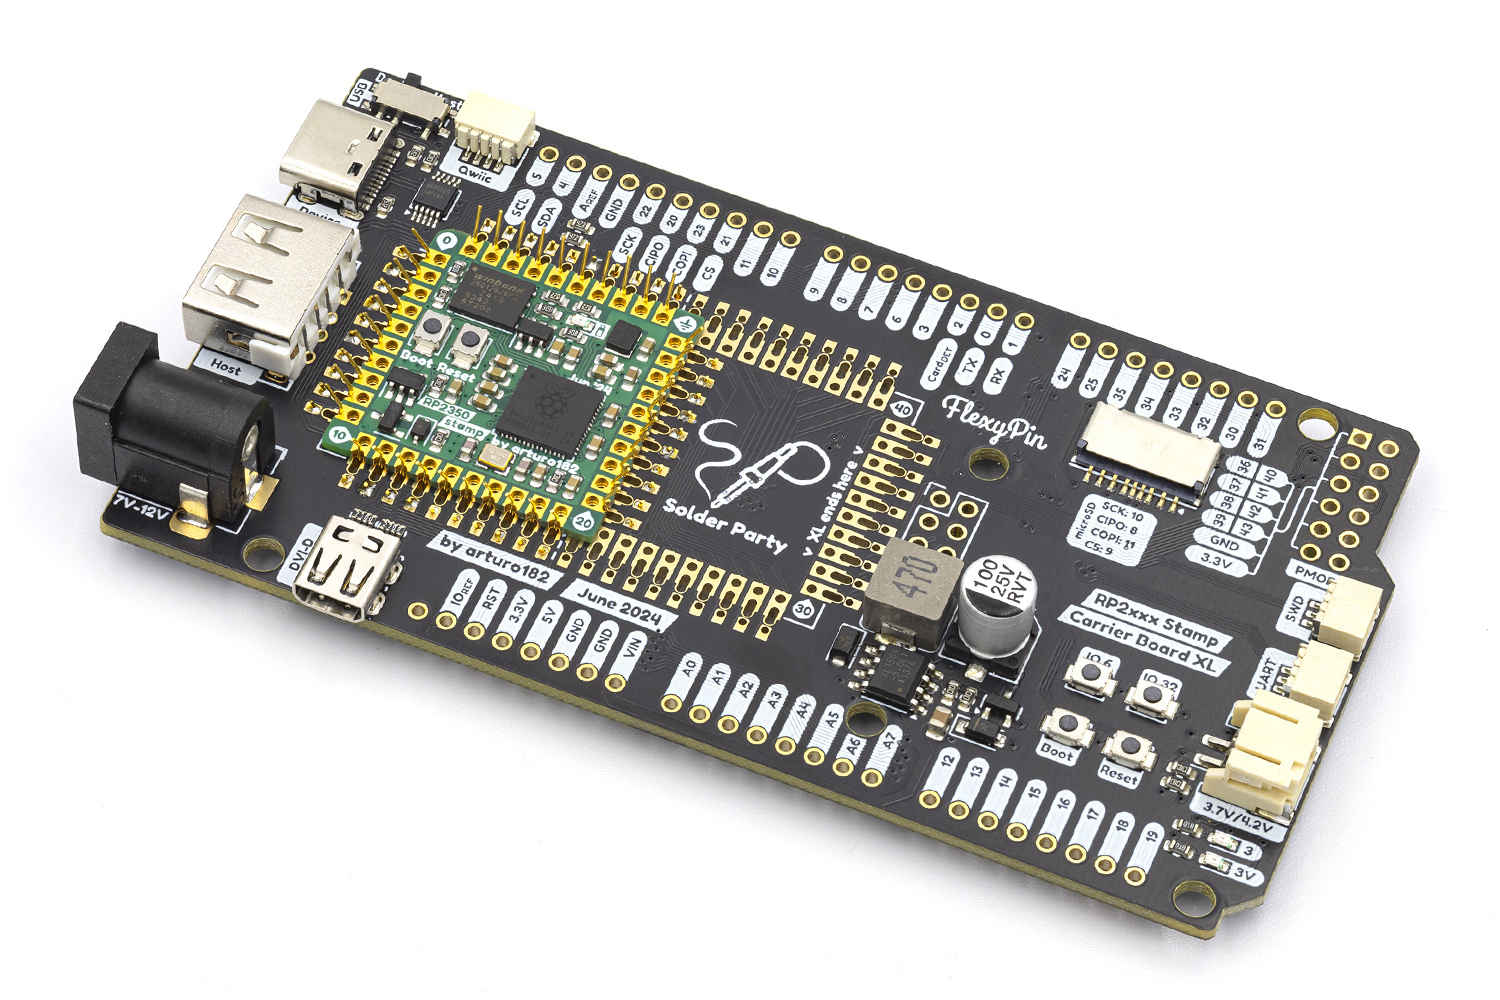 USB
Qwiic
Device
Host
7V-12V
DVI-D
5
4
AREF
GND
22
20
23
21
11
10
SCL
SDA
SCK
CIPO
COPI
CS
9
8
7
6
3
2
0
1
CardDET
TX
RX
24
25
35
34
33
32
30
31
0
winbond
Boot Reset
RP2350
stamp by
arturo182
10
20
40
30
v XL ends here v
Solder Party
FlexyPin
by arturo182
June 2024
470
100
25V
RVT
microSD
SCK: 10
CIPO: 8
COPI: 11
CS: 9
36
37
38
39
40
41
42
43
GND
3.3V
PMOD
SWD
UART
RP2xxx Stamp
Carrier Board XL
IO 6
IO 32
Boot
Reset
3.7V/4.2V
3
3V
IOREF
RST
3.3V
5V
GND
GND
VIN
A0
A1
A2
A3
A4
A5
A6
A7
12
13
14
15
16
17
18
19